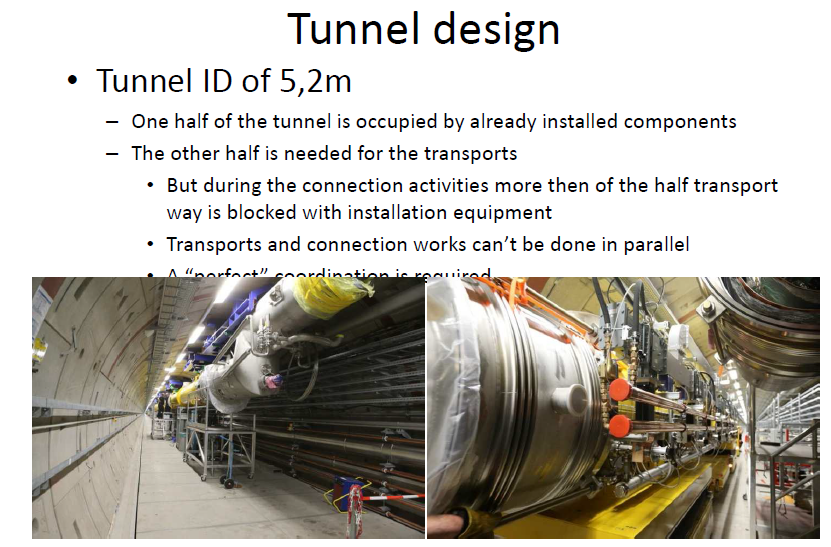 Tunnel design
• Tunnel ID of 5,2m
– One half of the tunnel is occupied by already installed components
– The other half is needed for the transports
• But during the connection activities more then of the half transport
way is blocked with installation equipment
• Transports and connection works can’t be done in parallel
• A “perfect” coordination is required